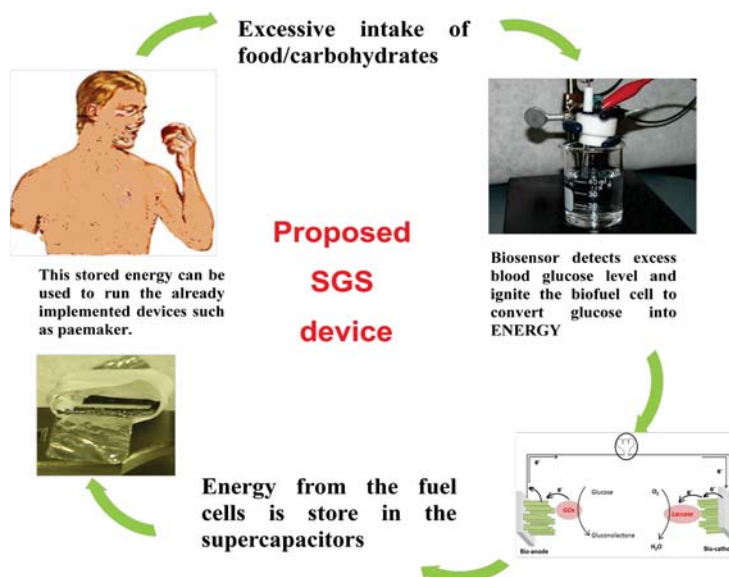 Excessive intake of
food/carbohydrates
Biosensor detects excess
blood glucose level and
ignite the biofuel cell to
convert glucose into
ENERGY
Proposed
SGS
device
This stored energy can be
used to run the already
implemented devices such
as paemaker.
e⁻ e⁻
e⁻ e⁻ e⁻ e⁻
Glucose O₂
GOx Laccase
Gluconolactone
H₂O
Bio-anode Bio-catho
Energy from the fuel
cells is store in the
supercapacitors